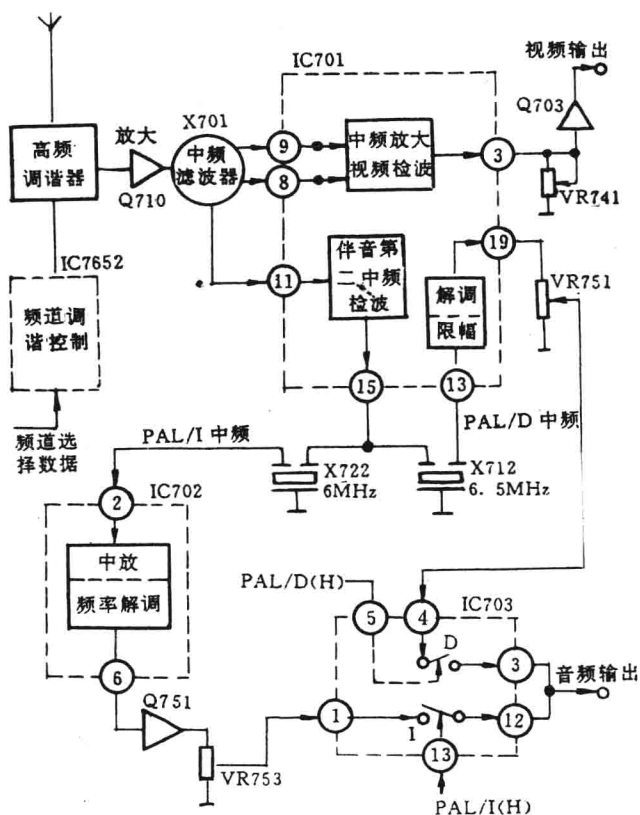 IC701
视频输出
Q703
高频
调谐器
放大
Q710
X701
中频
滤波器
9
8
中频放大
视频检波
3
VR741
IC7652
频道调
谐控制
频道选
择数据
11
伴音第
二中频
检波
解调
限幅
19
VR751
15
13
PAL/I 中频
PAL/D 中频
X722
6MHz
X712
6.5MHz
2
IC702
中放
频率解调
6
Q751
VR753
PAL/D(H)
5
4
IC703
D
3
音频输出
1
I
12
13
PAL/I(H)